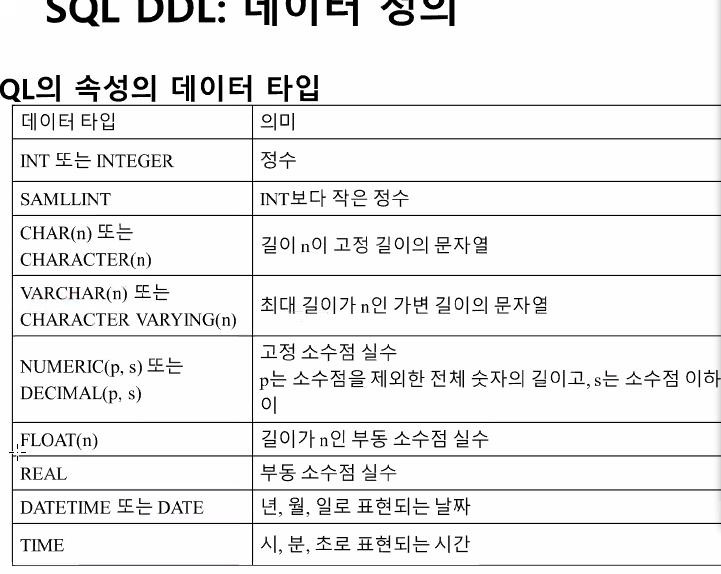 SQL DDL: 데이터 정의
QL의 속성의 데이터 타입
데이터 타입 의미
INT 또는 INTEGER 정수
SAMLLINT INT보다 작은 정수
CHAR(n) 또는
CHARACTER(n)
길이 n이 고정 길이의 문자열
VARCHAR(n) 또는
CHARACTER VARYING(n)
최대 길이가 n인 가변 길이의 문자열
NUMERIC(p, s) 또는
DECIMAL(p, s)
고정 소수점 실수
p는 소수점을 제외한 전체 숫자의 길이고, s는 소수점 이하
이
FLOAT(n) 길이가 n인 부동 소수점 실수
REAL 부동 소수점 실수
DATETIME 또는 DATE 년, 월, 일로 표현되는 날짜
TIME 시, 분, 초로 표현되는 시간